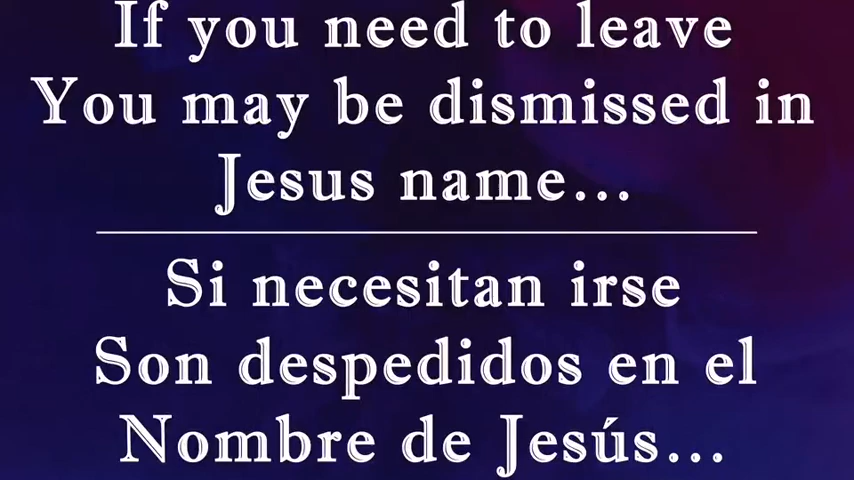 If you need to leave
You may be dismissed in
Jesus name...
Si necesitan irse
Son despedidos en el
Nombre de Jesús...